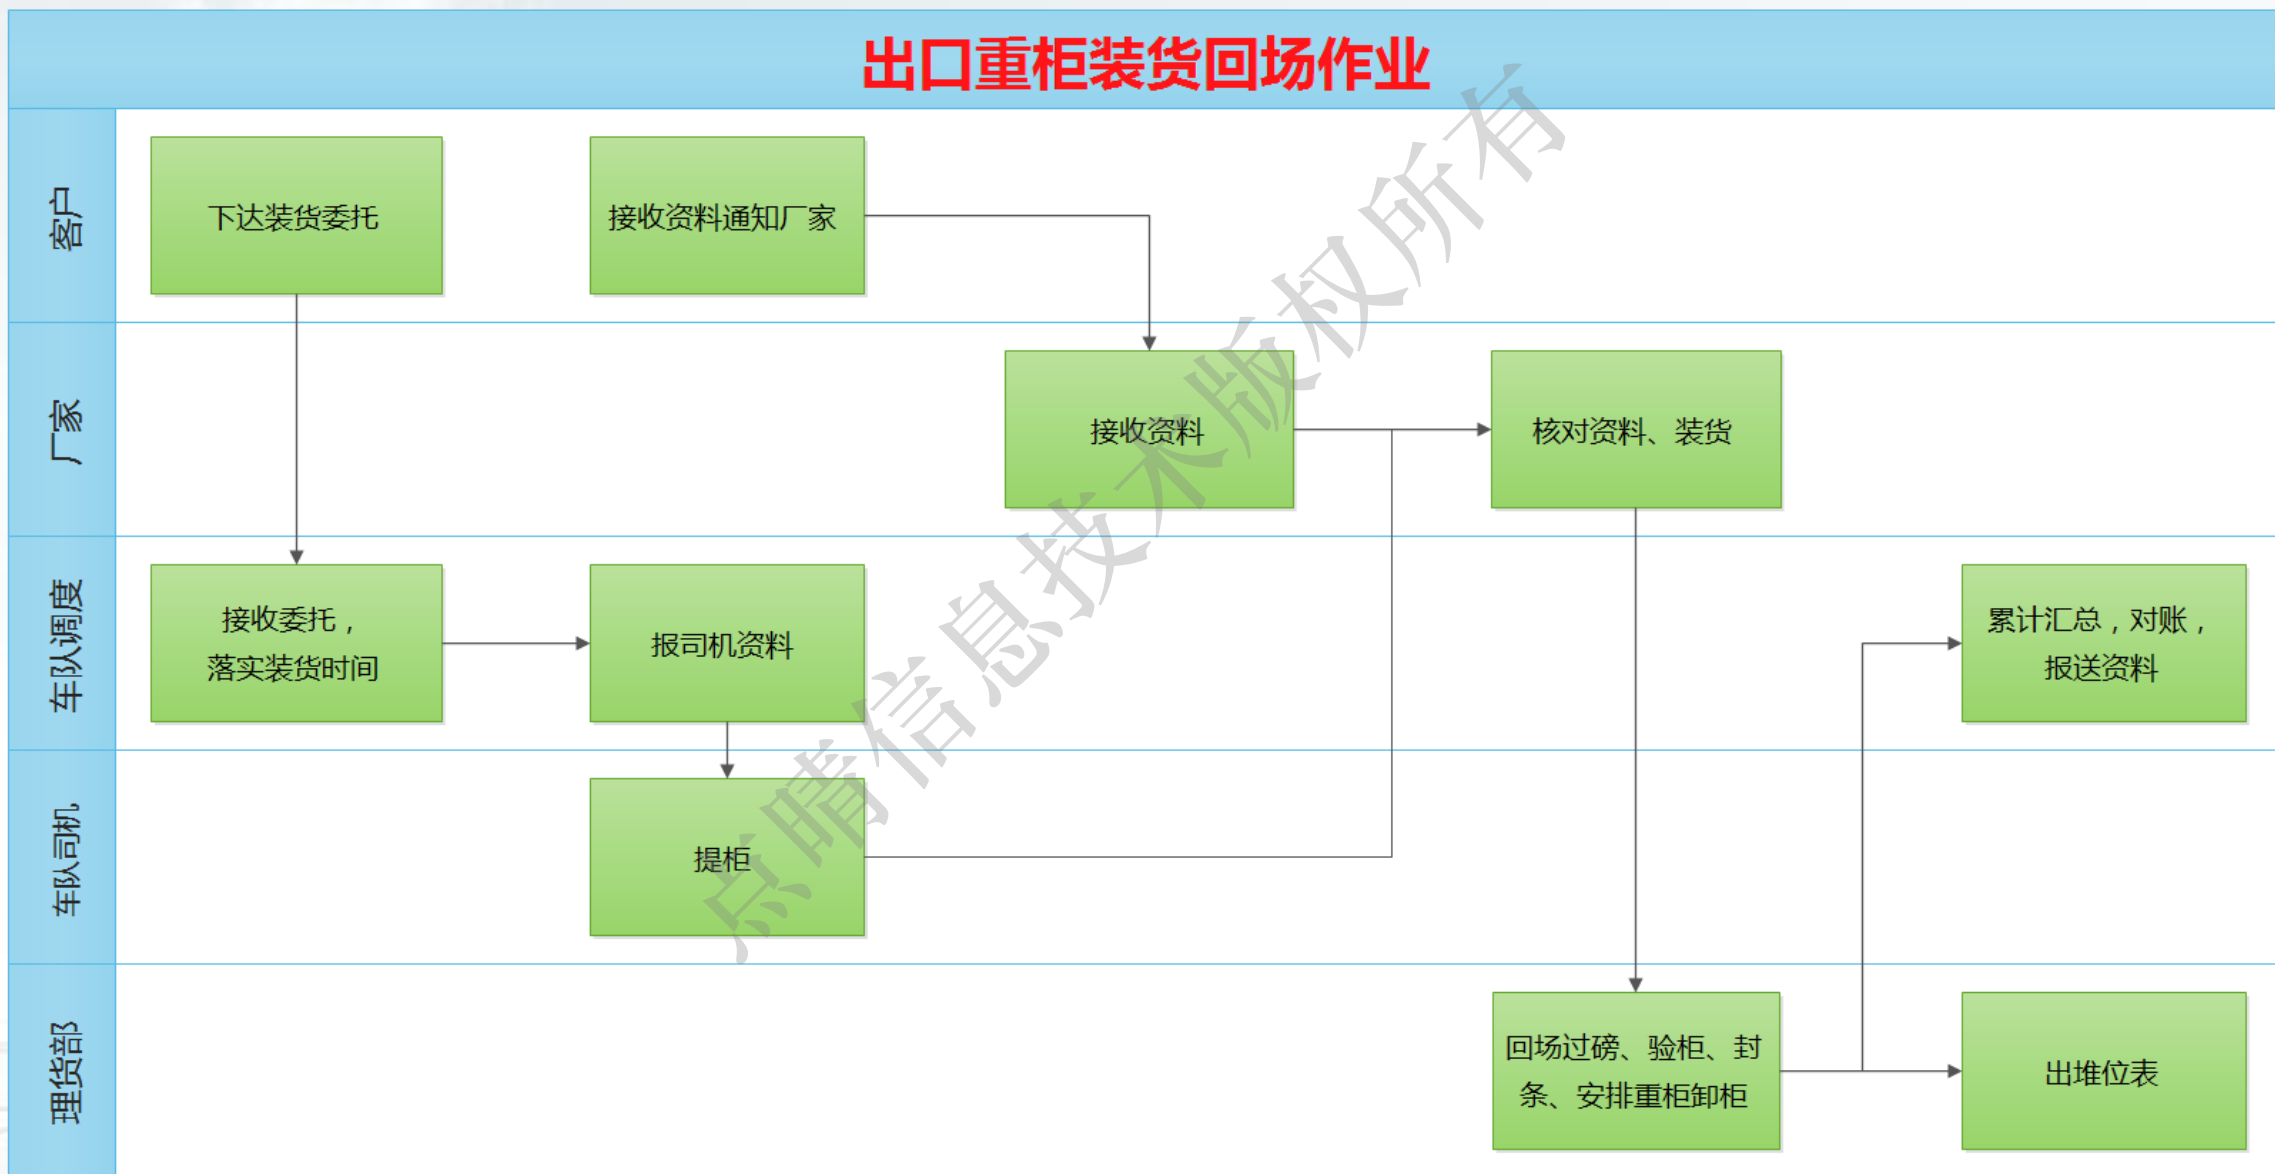 出口重柜装货回场作业
客户
下达装货委托
接收资料通知厂家
厂家
接收资料
核对资料、装货
车队调度
接收委托，
落实装货时间
报司机资料
累计汇总，对账，
报送资料
车队司机
提柜
理货部
回场过磅、验柜、封
条、安排重柜卸柜
出堆位表
点睛信息技术版权所有